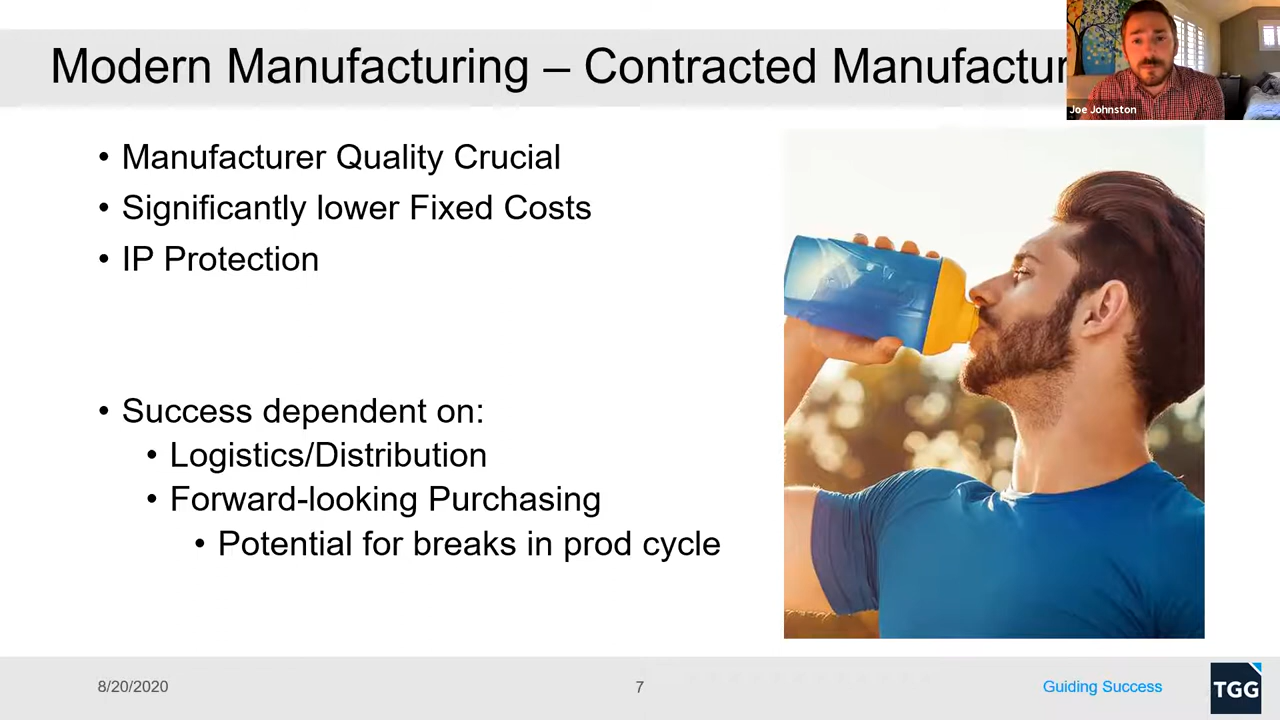 Modern Manufacturing – Contracted Manufactur
Joe Johnston
• Manufacturer Quality Crucial
• Significantly lower Fixed Costs
• IP Protection
• Success dependent on:
• Logistics/Distribution
• Forward-looking Purchasing
• Potential for breaks in prod cycle
8/20/2020
7
Guiding Success
TGG